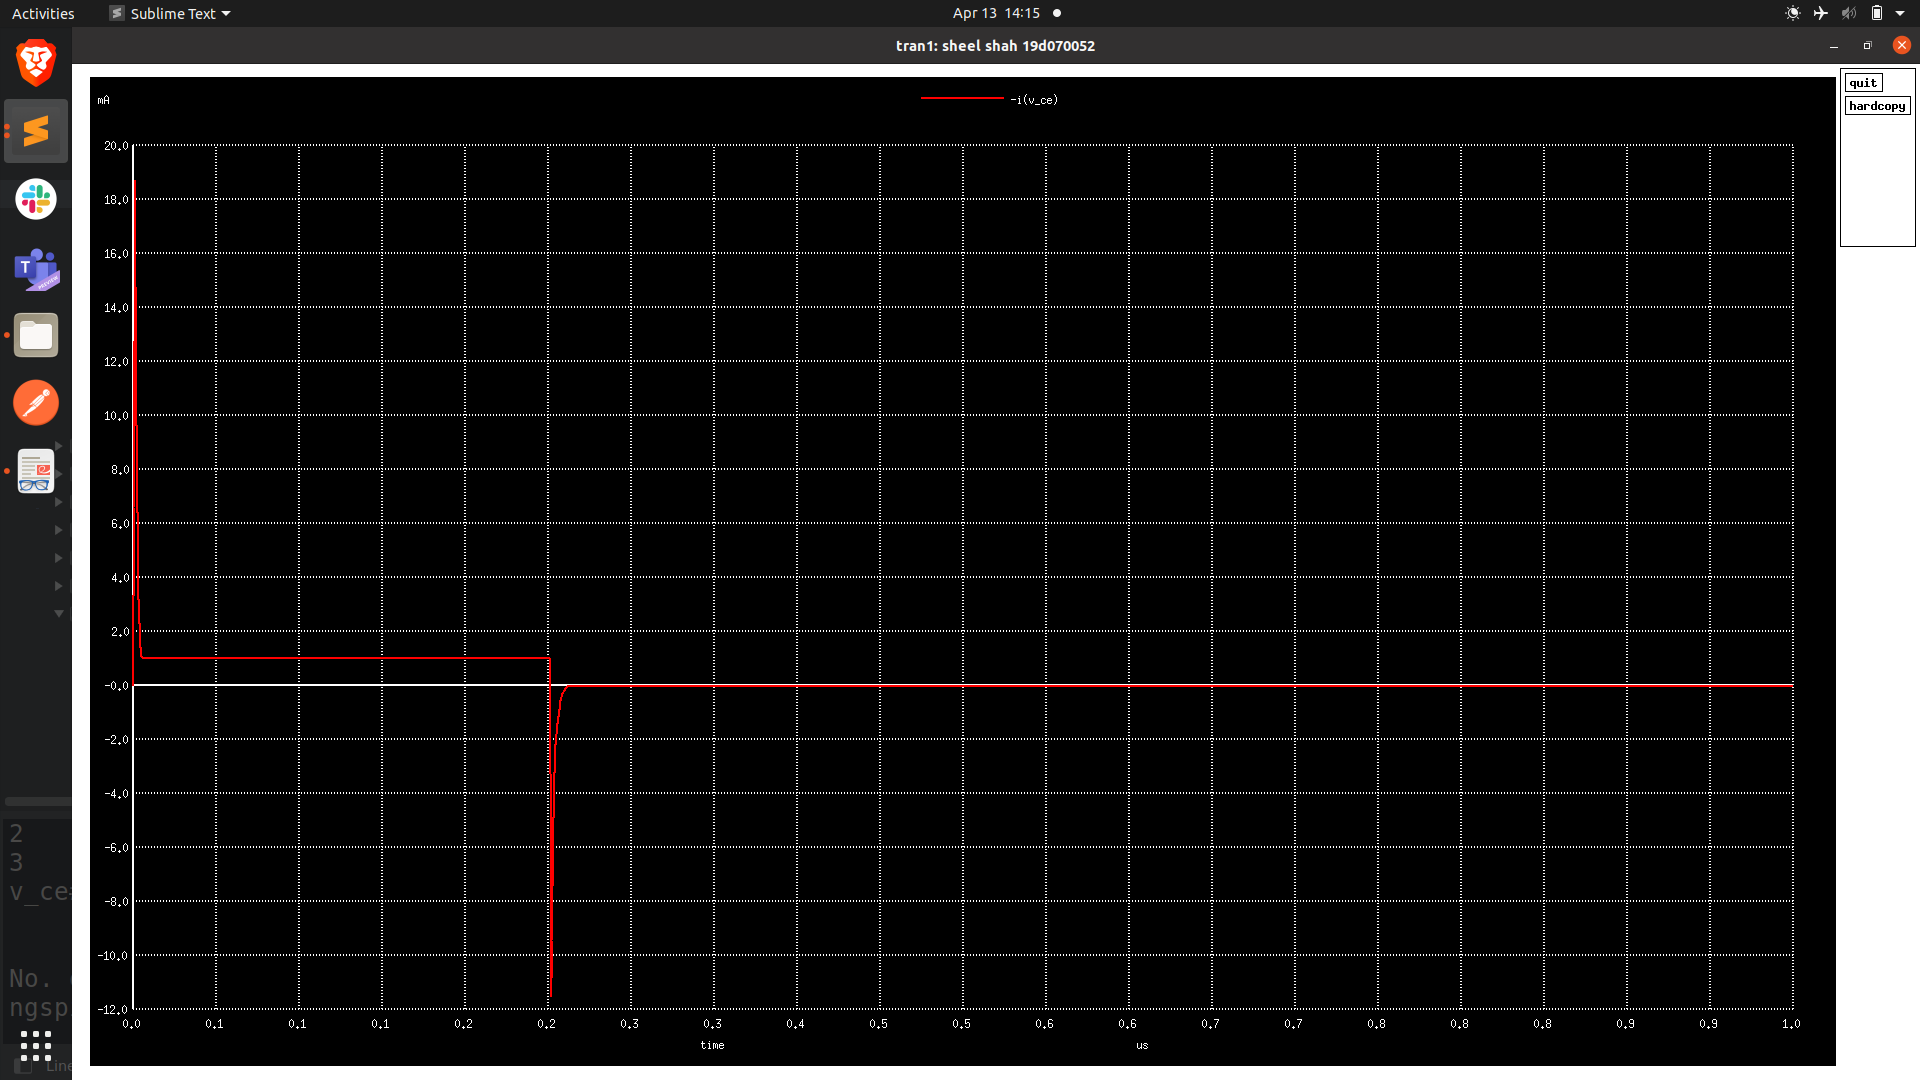 Activities
Sublime Text
Apr 13 14:15
tran1: sheel shah 19d070052
quit
hardcopy
mA
-i(v_ce)
20.0
18.0
16.0
14.0
12.0
10.0
8.0
6.0
4.0
2.0
-0.0
-2.0
-4.0
-6.0
-8.0
-10.0
-12.0
0.0 0.1 0.1 0.1 0.2 0.2 0.3 0.3 0.4 0.5 0.5 0.6 0.6 0.7 0.7 0.8 0.8 0.8 0.9 0.9 1.0
time us
T
PREVIEW
2
3
v_ce
No.
ngsp
Line